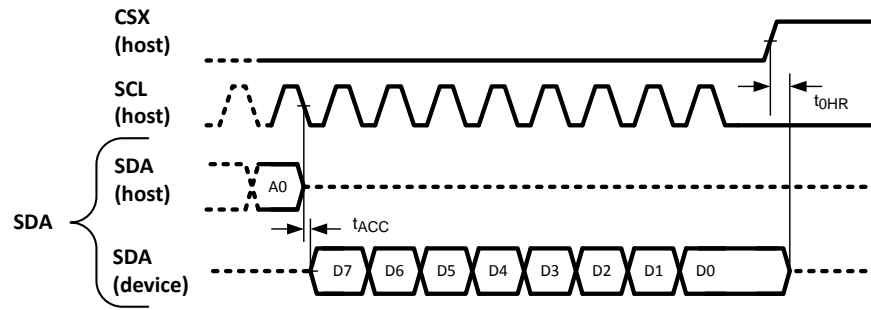 CSX
(host)
SCL
(host)
t0HR
SDA
(host)
A0
SDA
tACC
SDA
(device)
D7 D6 D5 D4 D3 D2 D1 D0